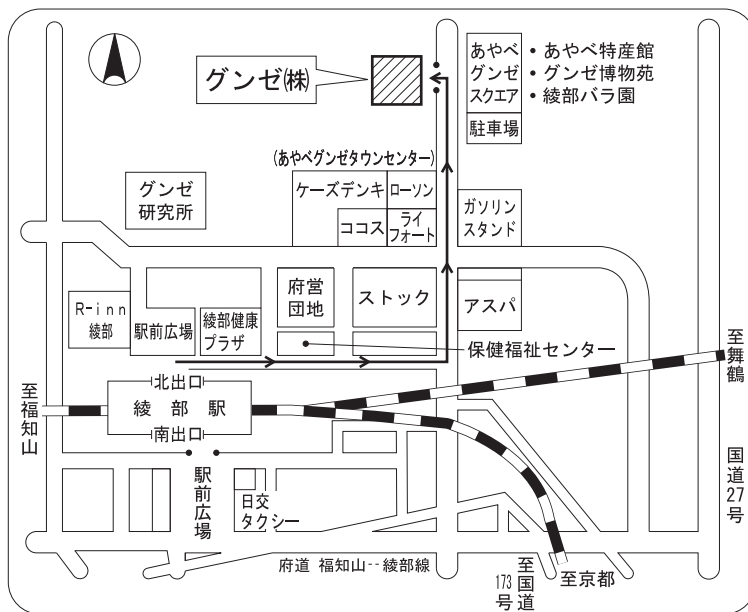 グンゼ㈱
あやべ
グンゼ
スクエア
・あやべ特産館
・グンゼ博物苑
・綾部バラ園
駐車場
(あやべグンゼタウンセンター)
ケーズデンキ
ローソン
ココス
ライ
フォート
グンゼ
研究所
ガソリン
スタンド
R-inn
綾部
駅前広場
綾部健康
プラザ
府営
団地
ストック
アスパ
保健福祉センター
至舞鶴
至福知山
北出口
綾部駅
南出口
駅前広場
日交
タクシー
国道27号
府道 福知山--綾部線
至国道
173号
至京都